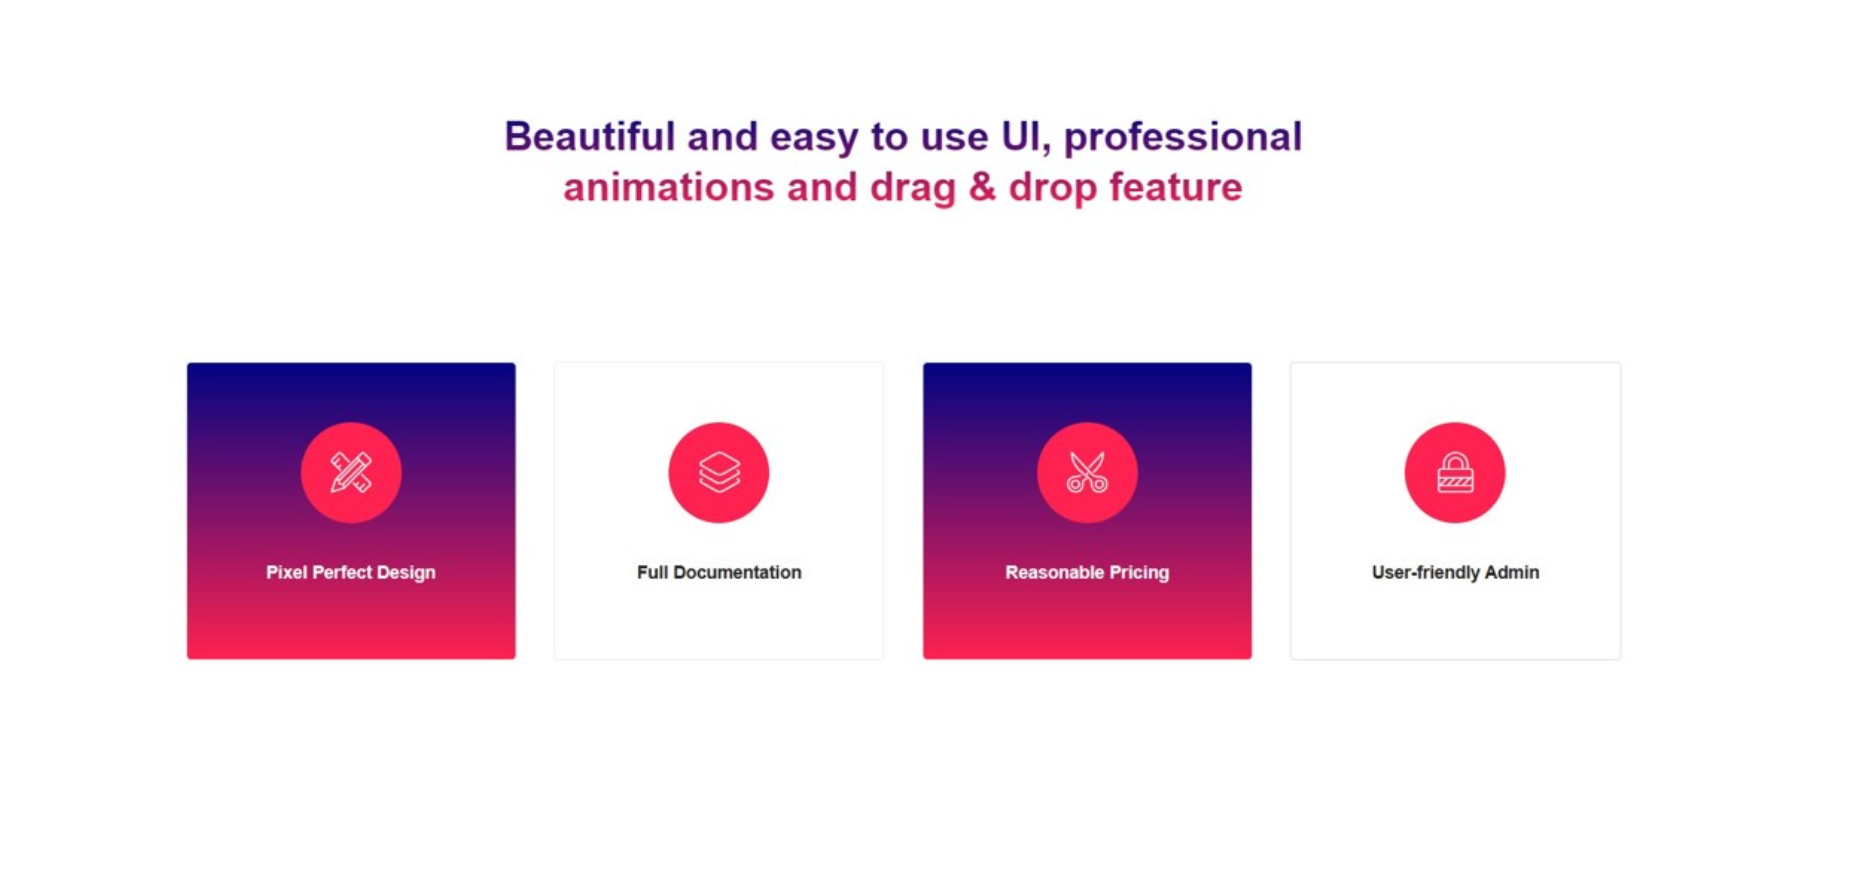 Beautiful and easy to use UI, professional
animations and drag & drop feature
Pixel Perfect Design
Full Documentation
Reasonable Pricing
User-friendly Admin